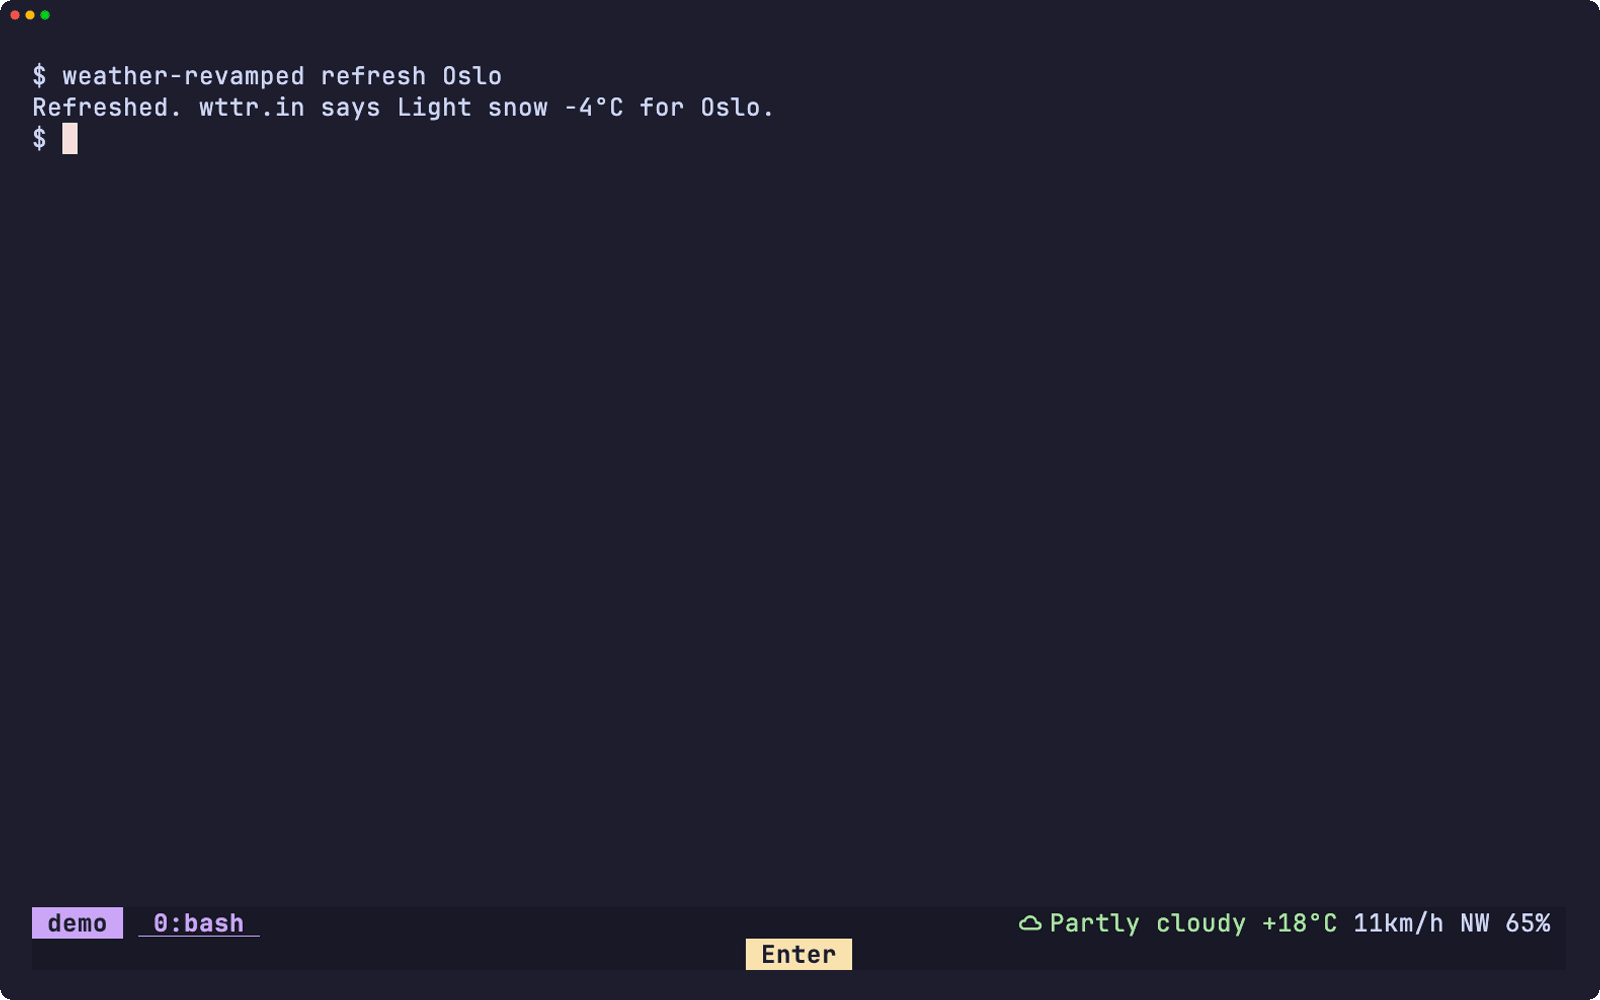 $ weather-revamped refresh Oslo
Refreshed. wttr.in says Light snow -4°C for Oslo.
$
demo 0:bash Partly cloudy +18°C 11km/h NW 65%
Enter